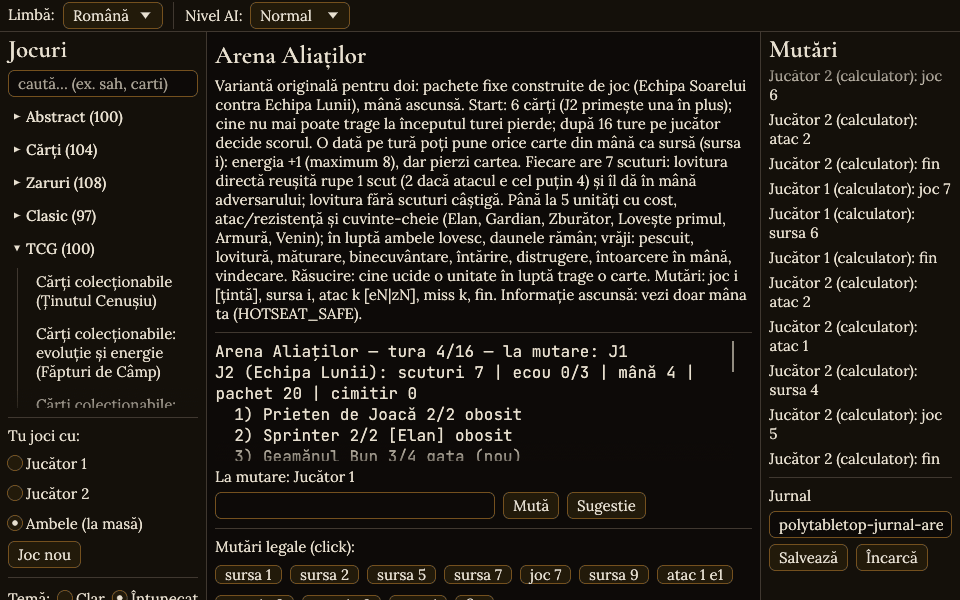 Limbă: Română ▼ Nivel AI: Normal ▼
Jocuri
caută... (ex. sah, carti)
▸ Abstract (100)
▸ Cărți (104)
▸ Zaruri (108)
▸ Clasic (97)
▾ TCG (100)
Cărți colecționabile
(Ținutul Cenușiu)
Cărți colecționabile:
evoluție și energie
(Făpturi de Câmp)
Cărți colecționabile:
Tu joci cu:
Jucător 1
Jucător 2
Ambele (la masă)
Joc nou
Temă: Clar Întunecat
Arena Aliaților
Variantă originală pentru doi: pachete fixe construite de joc (Echipa Soarelui
contra Echipa Lunii), mână ascunsă. Start: 6 cărți (J2 primește una în plus);
cine nu mai poate trage la începutul turei pierde; după 16 ture pe jucător
decide scorul. O dată pe tură poți pune orice carte din mână ca sursă (sursa
i): energia +1 (maximum 8), dar pierzi cartea. Fiecare are 7 scuturi: lovitura
directă reușită rupe 1 scut (2 dacă atacul e cel puțin 4) și îl dă în mână
adversarului; lovitura fără scuturi câștigă. Până la 5 unități cu cost,
atac/rezistență și cuvinte-cheie (Elan, Gardian, Zburător, Lovește primul,
Armură, Venin); în luptă ambele lovesc, daunele rămân; vrăji: pescuit,
lovitură, măturare, binecuvântare, întărire, distrugere, întoarcere în mână,
vindecare. Răsucire: cine ucide o unitate în luptă trage o carte. Mutări: joc i
[țintă], sursa i, atac k [eN|zN], miss k, fin. Informație ascunsă: vezi doar mâna
ta (HOTSEAT_SAFE).
Arena Aliaților — tura 4/16 — la mutare: J1
J2 (Echipa Lunii): scuturi 7 | ecou 0/3 | mână 4 |
pachet 20 | cimitir 0
1) Prieten de Joacă 2/2 obosit
2) Sprinter 2/2 [Elan] obosit
3) Geamănul Bun 3/4 gata (nou)
La mutare: Jucător 1
Mută Sugestie
Mutări legale (click):
sursa 1 sursa 2 sursa 5 sursa 7 joc 7 sursa 9 atac 1 e1
Mutări
Jucător 2 (calculator): joc
6
Jucător 2 (calculator):
atac 2
Jucător 2 (calculator): fin
Jucător 1 (calculator): joc 7
Jucător 1 (calculator):
sursa 6
Jucător 1 (calculator): fin
Jucător 2 (calculator):
atac 2
Jucător 2 (calculator):
atac 1
Jucător 2 (calculator):
sursa 4
Jucător 2 (calculator): joc
5
Jucător 2 (calculator): fin
Jurnal
polytabletop-jurnal-are
Salvează Încarcă